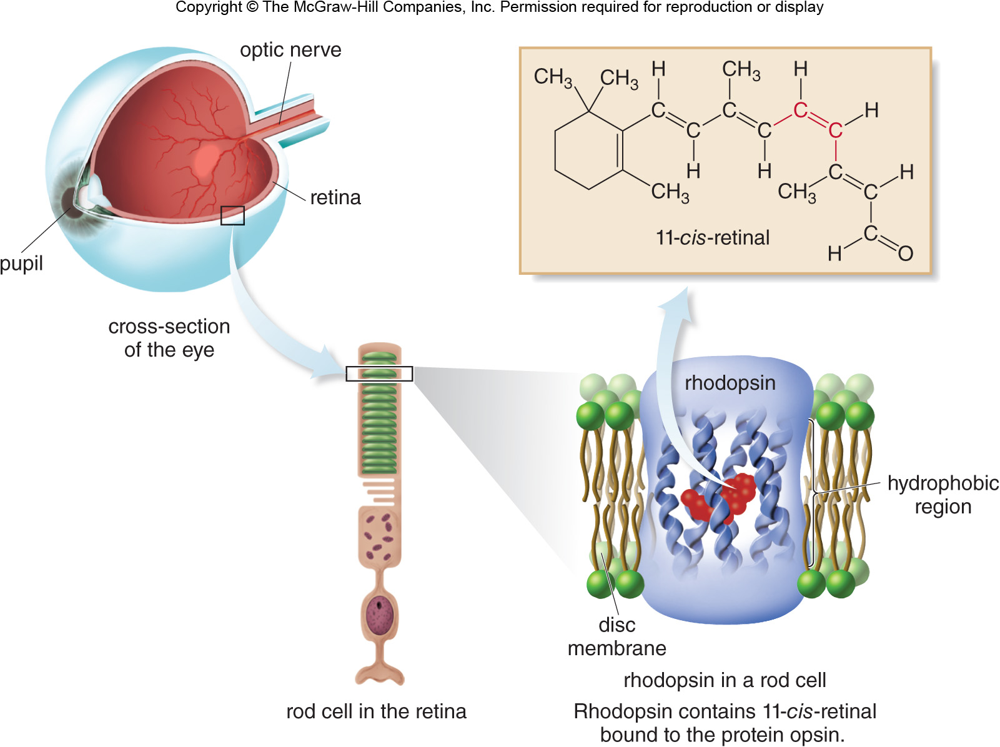 Copyright © The McGraw-Hill Companies, Inc. Permission required for reproduction or display
optic nerve
retina
pupil
cross-section
of the eye
CH3
CH3
H
CH3
H
C
C
C
C
C
C
H
H
H
CH3
C
CH3
C
H
C
H
O
11-cis-retinal
rhodopsin
hydrophobic
region
disc
membrane
rhodopsin in a rod cell
rod cell in the retina
Rhodopsin contains 11-cis-retinal
bound to the protein opsin.